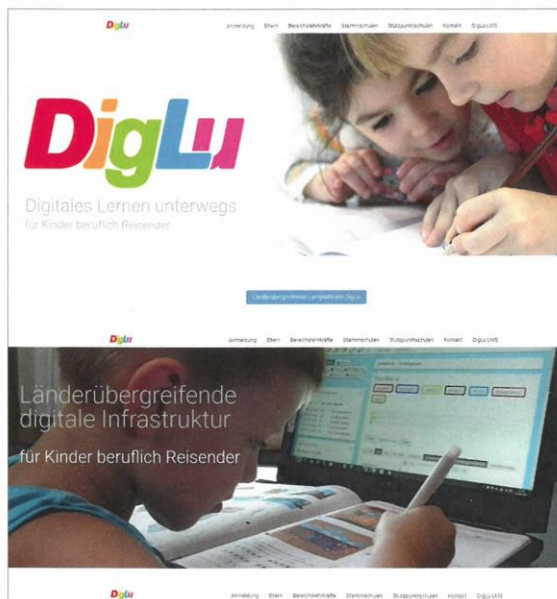 DigLu
Anmeldung Eltern Bereichslehrkräfte Stammschulen Stützpunktschulen Kontakt DigLu LMS
DigLu
Digitales Lernen unterwegs
für Kinder beruflich Reisender
Länderübergreifende Lernplattform DigLu
DigLu
Anmeldung Eltern Bereichslehrkräfte Stammschulen Stützpunktschulen Kontakt DigLu LMS
Länderübergreifende
digitale Infrastruktur
für Kinder beruflich Reisender
DigLu
Anmeldung Eltern Bereichslehrkräfte Stammschulen Stützpunktschulen Kontakt DigLu LMS